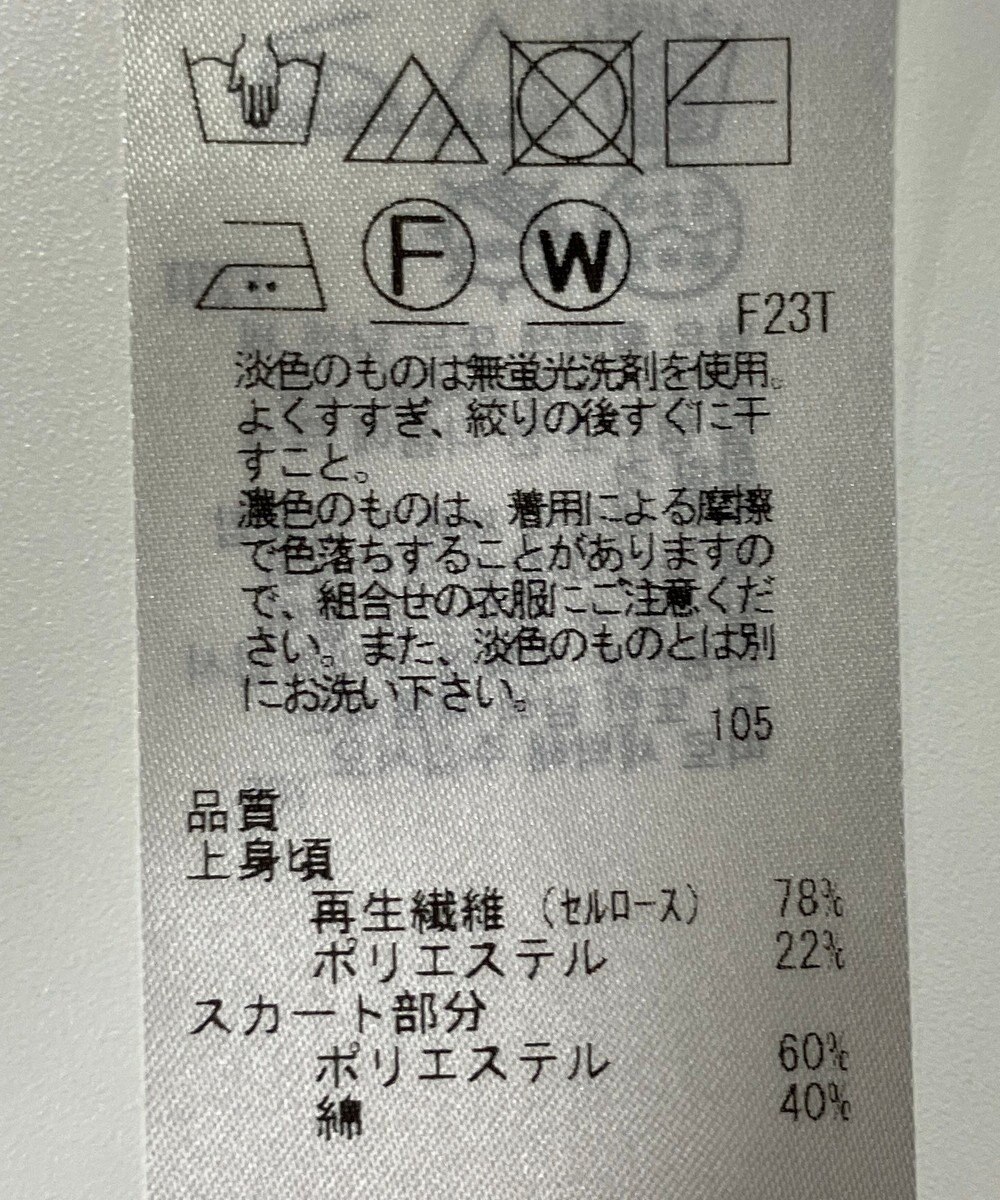 F W
F23T
淡色のものは無蛍光洗剤を使用。
よくすすぎ、絞りの後すぐに干
すこと。
濃色のものは、着用による摩擦
で色落ちすることがありますの
で、組合せの衣服にご注意くだ
さい。また、淡色のものとは別
にお洗い下さい。
105
品質
上身頃
再生繊維（セルロース） 78%
ポリエステル 22%
スカート部分
ポリエステル 60%
綿 40%